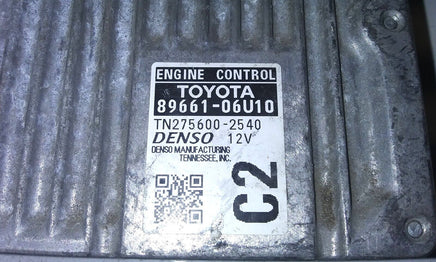 ENGINE CONTROL
TOYOTA
89661-06U10
TN275600-2540
DENSO 12V
DENSO MANUFACTURING
TENNESSEE, INC.
C2